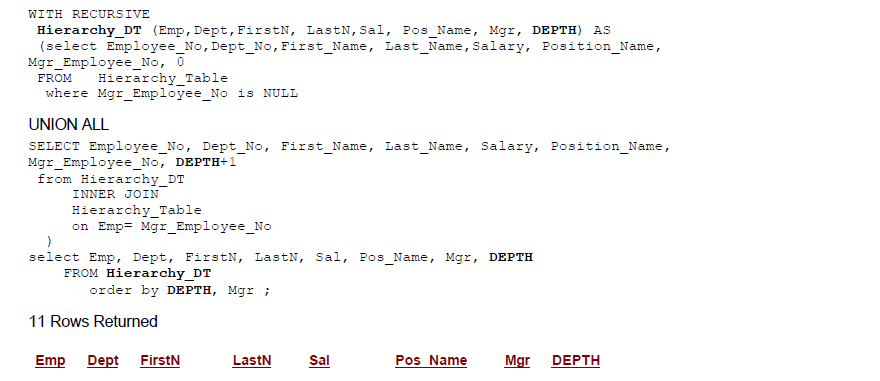 WITH RECURSIVE
Hierarchy_DT (Emp,Dept,FirstN, LastN,Sal, Pos_Name, Mgr, DEPTH) AS
(select Employee_No,Dept_No,First_Name, Last_Name,Salary, Position_Name,
Mgr_Employee_No, 0
FROM Hierarchy_Table
where Mgr_Employee_No is NULL
UNION ALL
SELECT Employee_No, Dept_No, First_Name, Last_Name, Salary, Position_Name,
Mgr_Employee_No, DEPTH+1
from Hierarchy_DT
INNER JOIN
Hierarchy_Table
on Emp= Mgr_Employee_No
)
select Emp, Dept, FirstN, LastN, Sal, Pos_Name, Mgr, DEPTH
FROM Hierarchy_DT
order by DEPTH, Mgr ;
11 Rows Returned
Emp Dept FirstN LastN Sal Pos_Name Mgr DEPTH